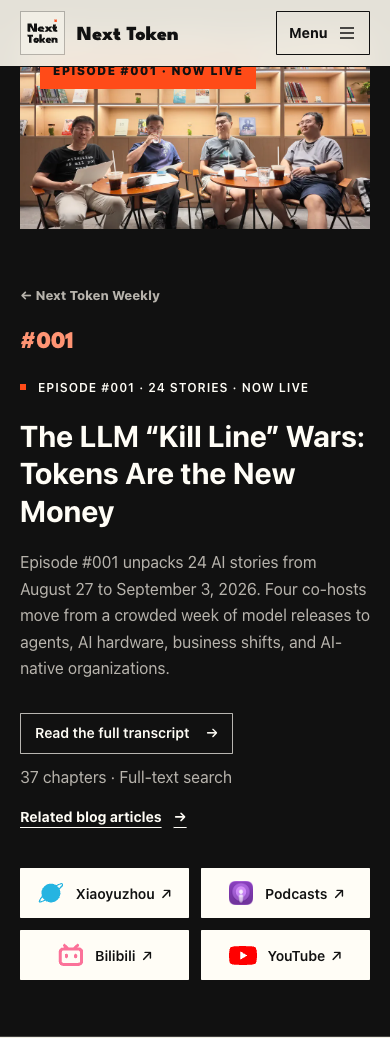 Next
Token
Next Token
Menu
EPISODE #001 · NOW LIVE
← Next Token Weekly
#001
EPISODE #001 · 24 STORIES · NOW LIVE
The LLM “Kill Line” Wars:
Tokens Are the New
Money
Episode #001 unpacks 24 AI stories from
August 27 to September 3, 2026. Four co-hosts
move from a crowded week of model releases to
agents, AI hardware, business shifts, and AI-
native organizations.
Read the full transcript →
37 chapters · Full-text search
Related blog articles →
Xiaoyuzhou ↗
Podcasts ↗
Bilibili ↗
YouTube ↗